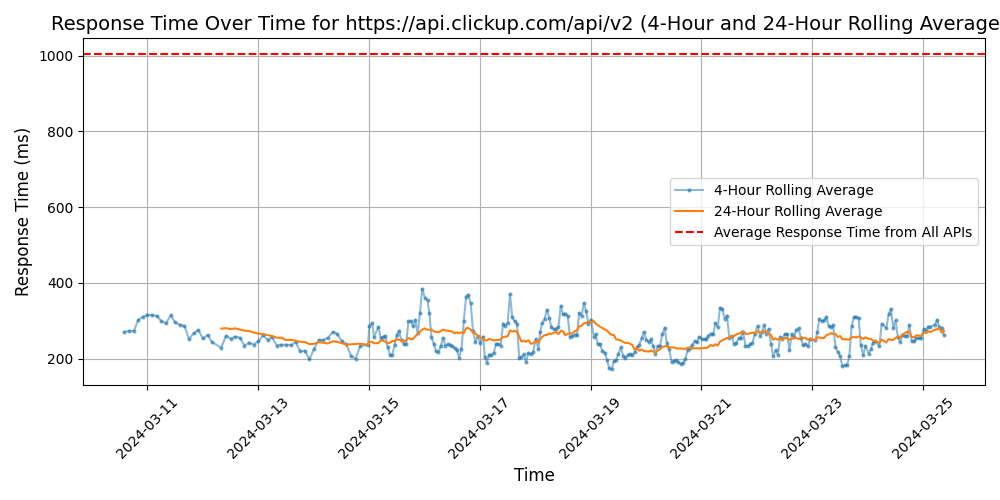 Response Time Over Time for https://api.clickup.com/api/v2 (4-Hour and 24-Hour Rolling Average
Response Time (ms)
1000
800
600
400
200
4-Hour Rolling Average
24-Hour Rolling Average
Average Response Time from All APIs
2024-03-11
2024-03-13
2024-03-15
2024-03-17
2024-03-19
2024-03-21
2024-03-23
2024-03-25
Time